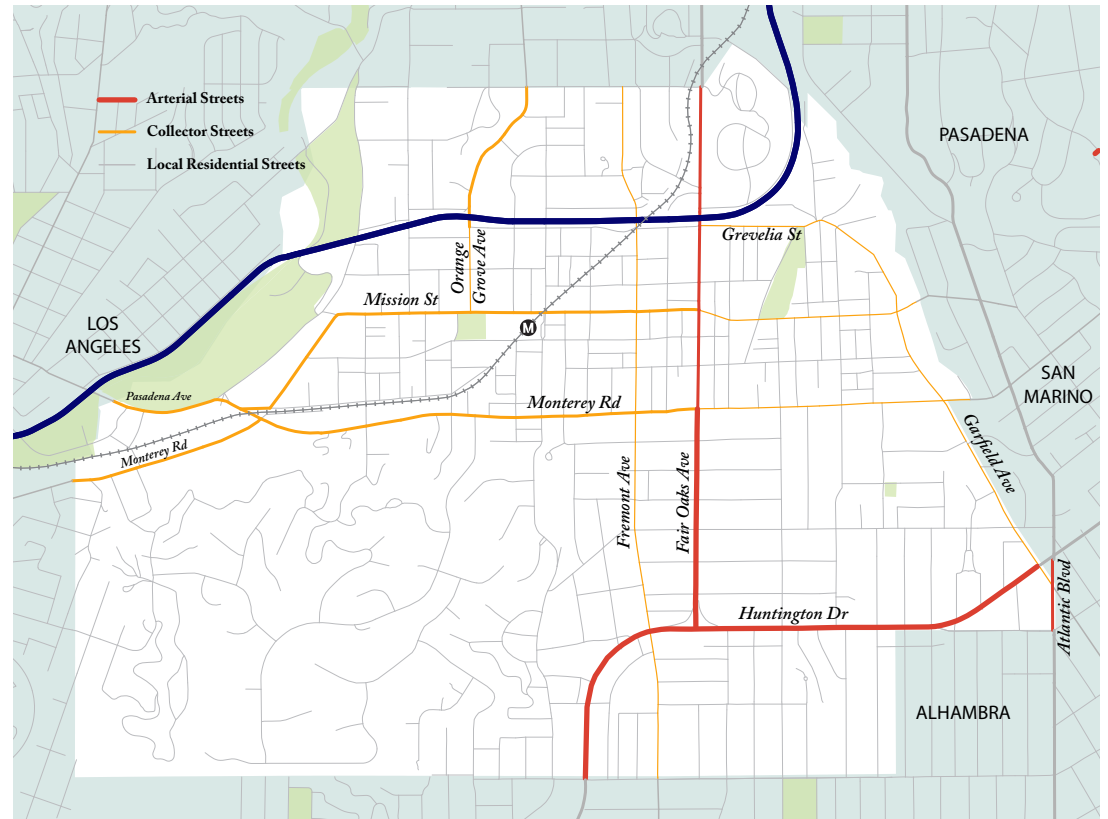 Arterial Streets
Collector Streets
Local Residential Streets
PASADENA
Grevelia St
Orange
Grove Ave
Mission St
M
LOS
ANGELES
SAN
MARINO
Pasadena Ave
Monterey Rd
Monterey Rd
Garfield Ave
Fremont Ave
Fair Oaks Ave
Huntington Dr
Atlantic Blvd
ALHAMBRA